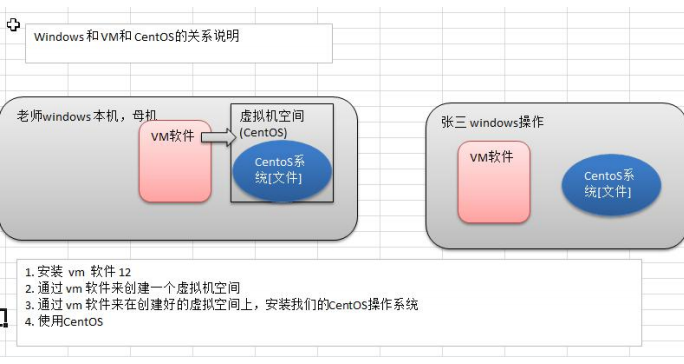 Windows和VM和CentOS的关系说明
老师windows本机，母机
VM软件
虚拟机空间
(CentOS)
CentoS系
统[文件]
张三 windows操作
VM软件
CentoS系
统[文件]
1. 安装 vm 软件 12
2. 通过 vm 软件来创建一个虚拟机空间
3. 通过 vm 软件来在创建好的虚拟空间上，安装我们的CentOS操作系统
4. 使用CentOS